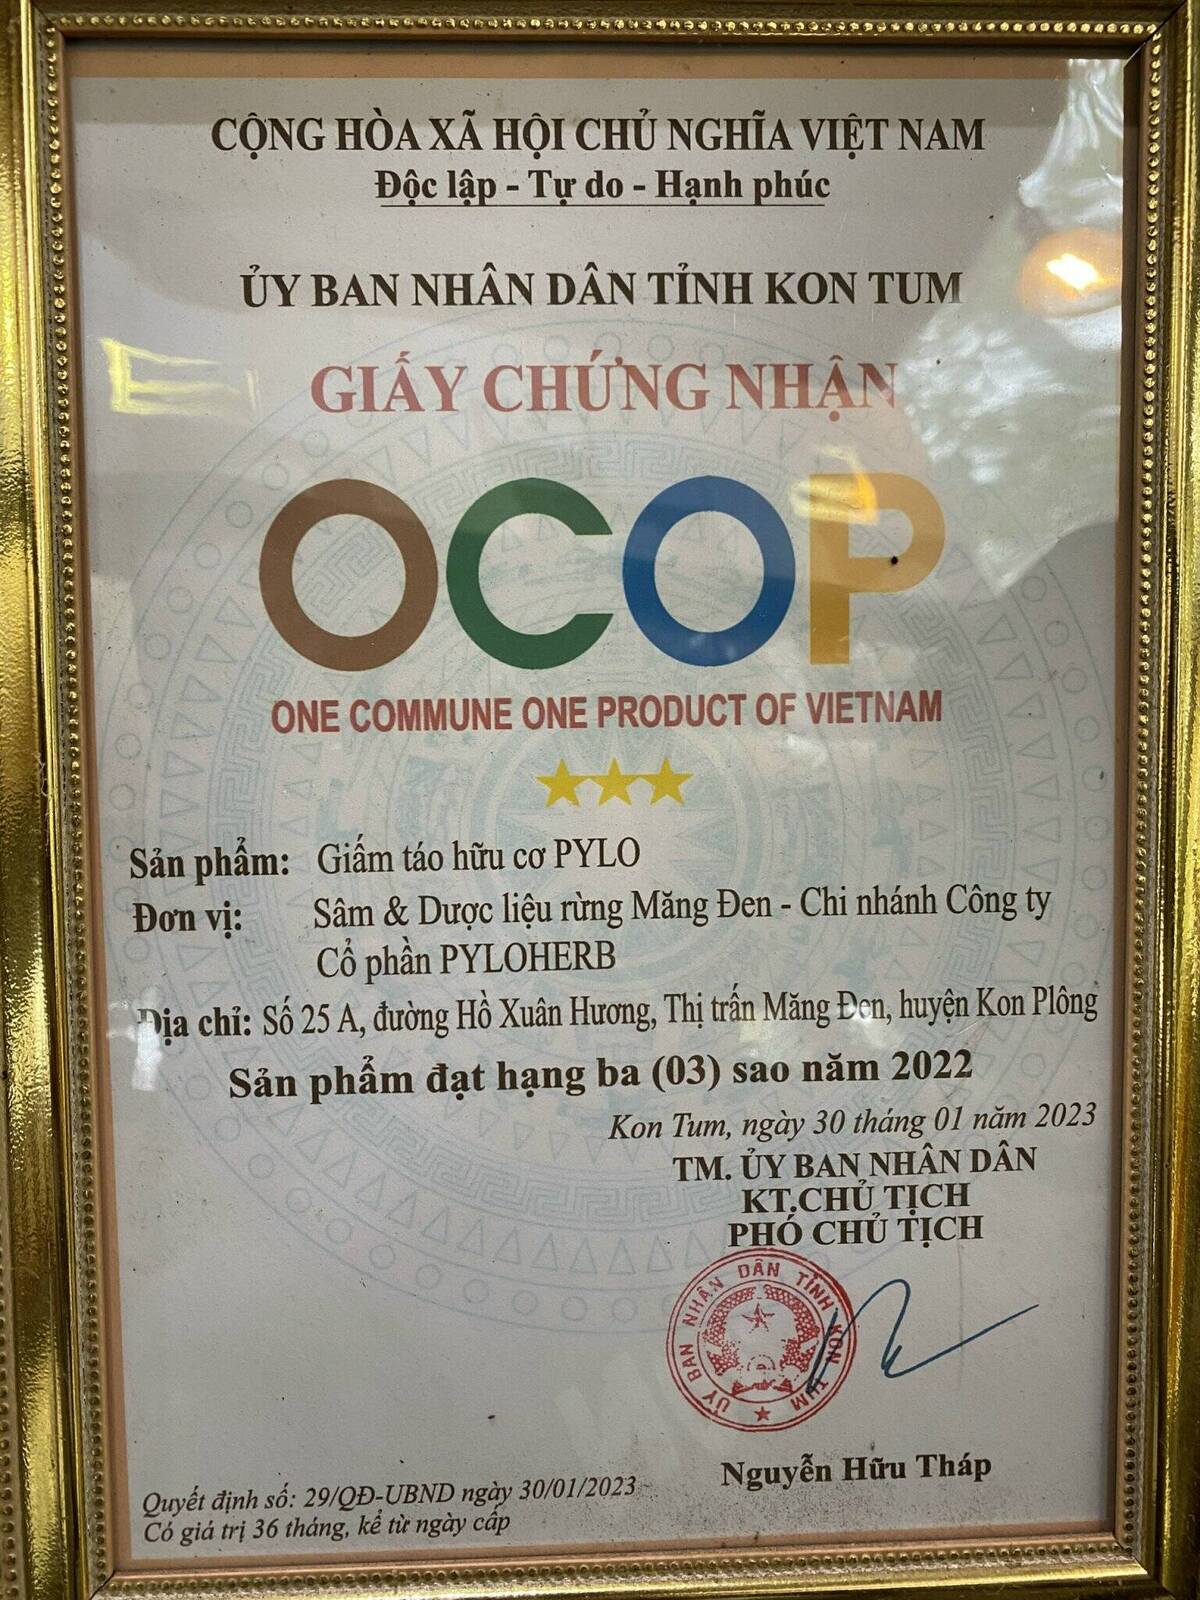 CỘNG HÒA XÃ HỘI CHỦ NGHĨA VIỆT NAM
Độc lập - Tự do - Hạnh phúc
ỦY BAN NHÂN DÂN TỈNH KON TUM
GIẤY CHỨNG NHẬN
OCOP
ONE COMMUNE ONE PRODUCT OF VIETNAM
Sản phẩm: Giấm táo hữu cơ PYLO
Đơn vị: Sâm & Dược liệu rừng Măng Đen - Chi nhánh Công ty
Cổ phần PYLOHERB
Địa chỉ: Số 25 A, đường Hồ Xuân Hương, Thị trấn Măng Đen, huyện Kon Plông
Sản phẩm đạt hạng ba (03) sao năm 2022
Kon Tum, ngày 30 tháng 01 năm 2023
TM. ỦY BAN NHÂN DÂN
KT.CHỦ TỊCH
PHÓ CHỦ TỊCH
ỦY BAN NHÂN DÂN TỈNH KON TUM
Nguyễn Hữu Tháp
Quyết định số: 29/QĐ-UBND ngày 30/01/2023
Có giá trị 36 tháng, kể từ ngày cấp